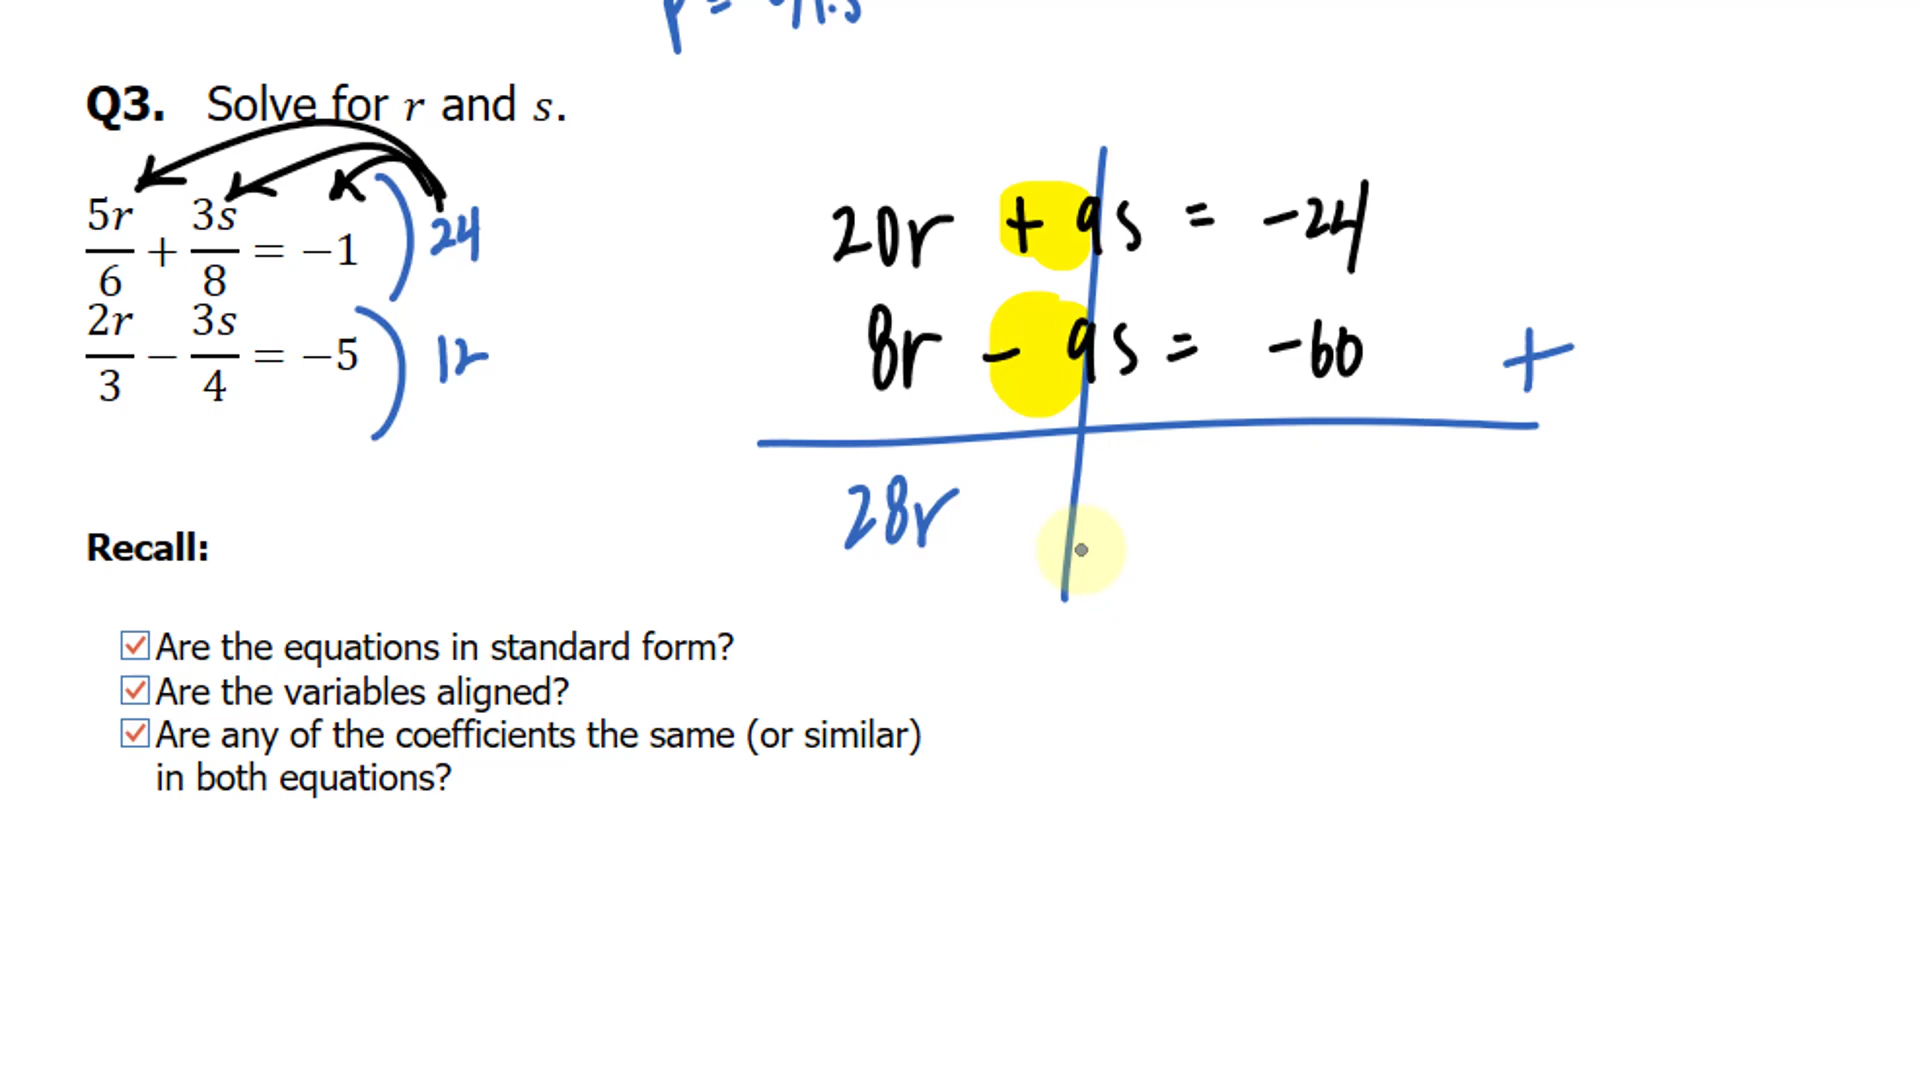 Q3. Solve for r and s.
5r/6 + 3s/8 = −1 24
2r/3 − 3s/4 = −5 12
20r + 9s = -24
8r - 9s = -60 +
28r
Recall:
Are the equations in standard form?
Are the variables aligned?
Are any of the coefficients the same (or similar)
in both equations?